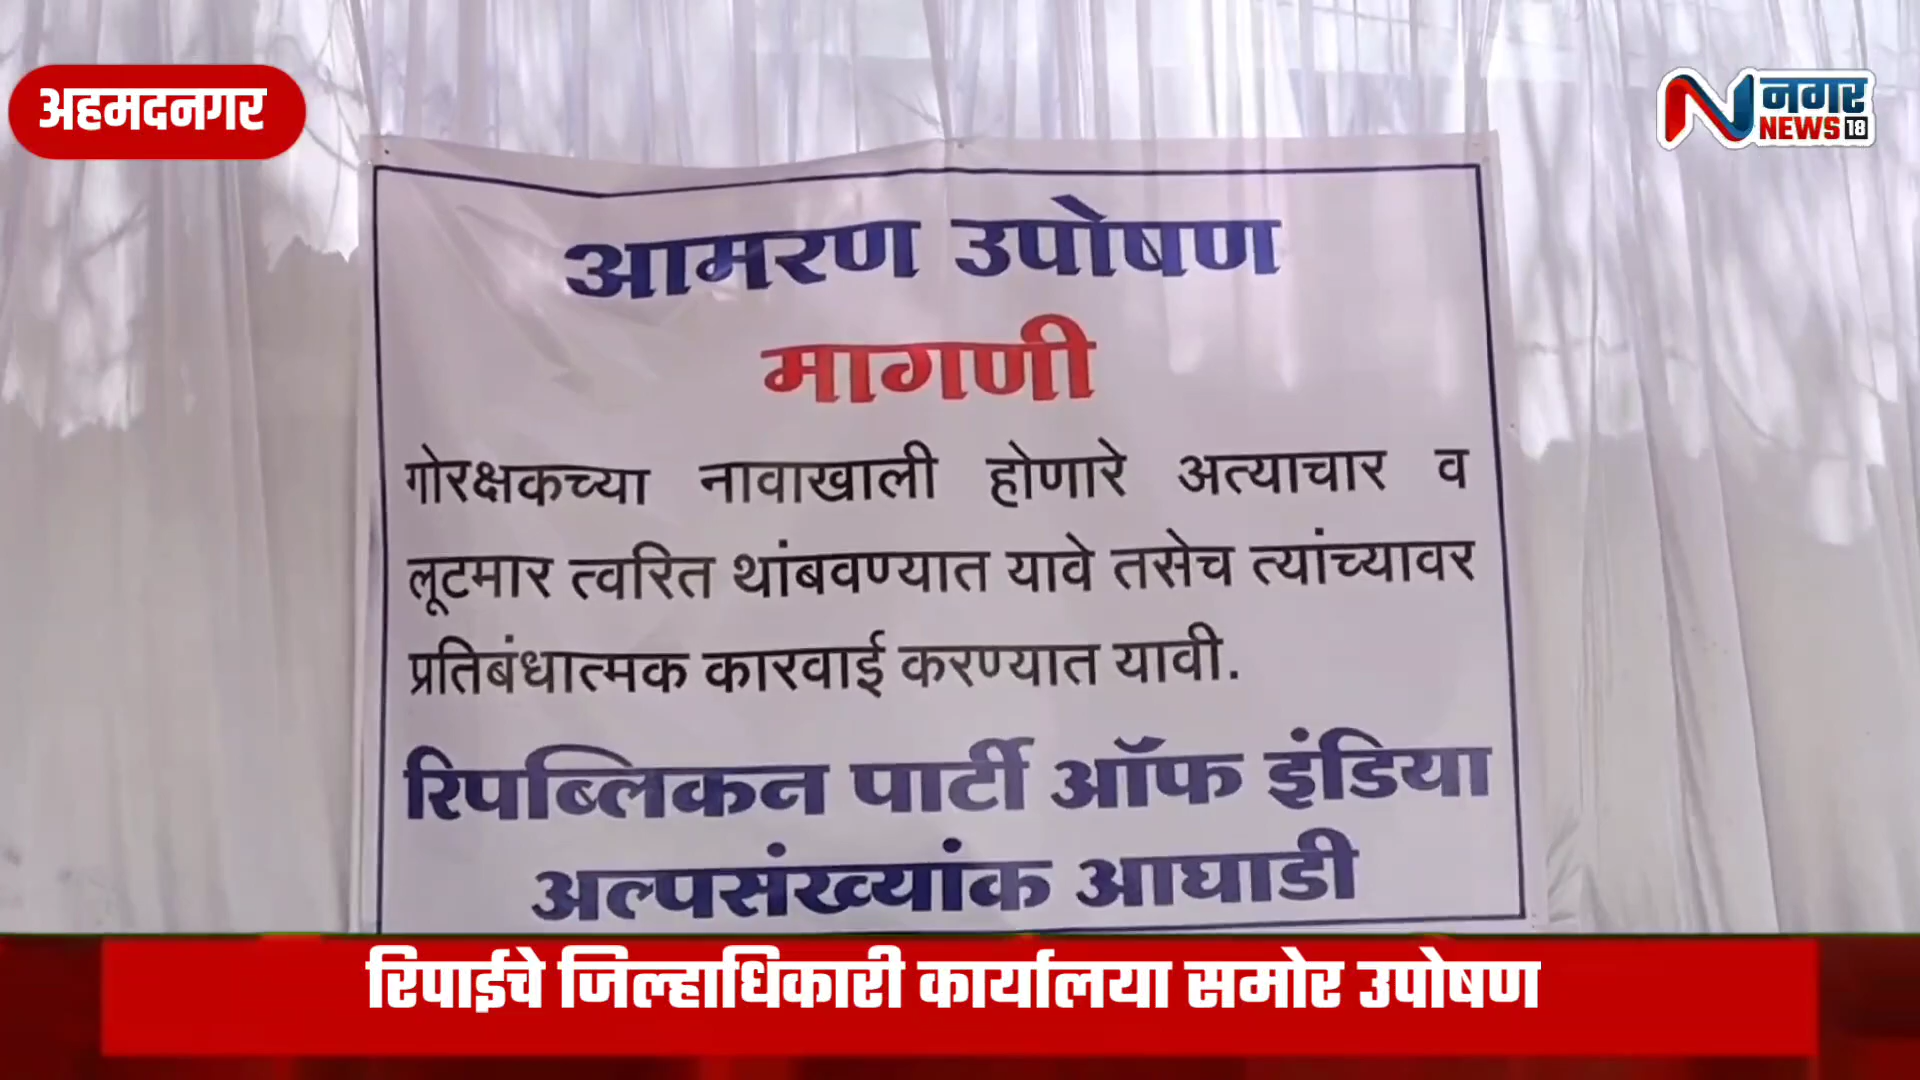 अहमदनगर
नगर
NEWS 18
आमरण उपोषण
मागणी
गोरक्षकच्या नावाखाली होणारे अत्याचार व
लूटमार त्वरित थांबवण्यात यावे तसेच त्यांच्यावर
प्रतिबंधात्मक कारवाई करण्यात यावी.
रिपब्लिकन पार्टी ऑफ इंडिया
अल्पसंख्यांक आघाडी
रिपाईचे जिल्हाधिकारी कार्यालया समोर उपोषण